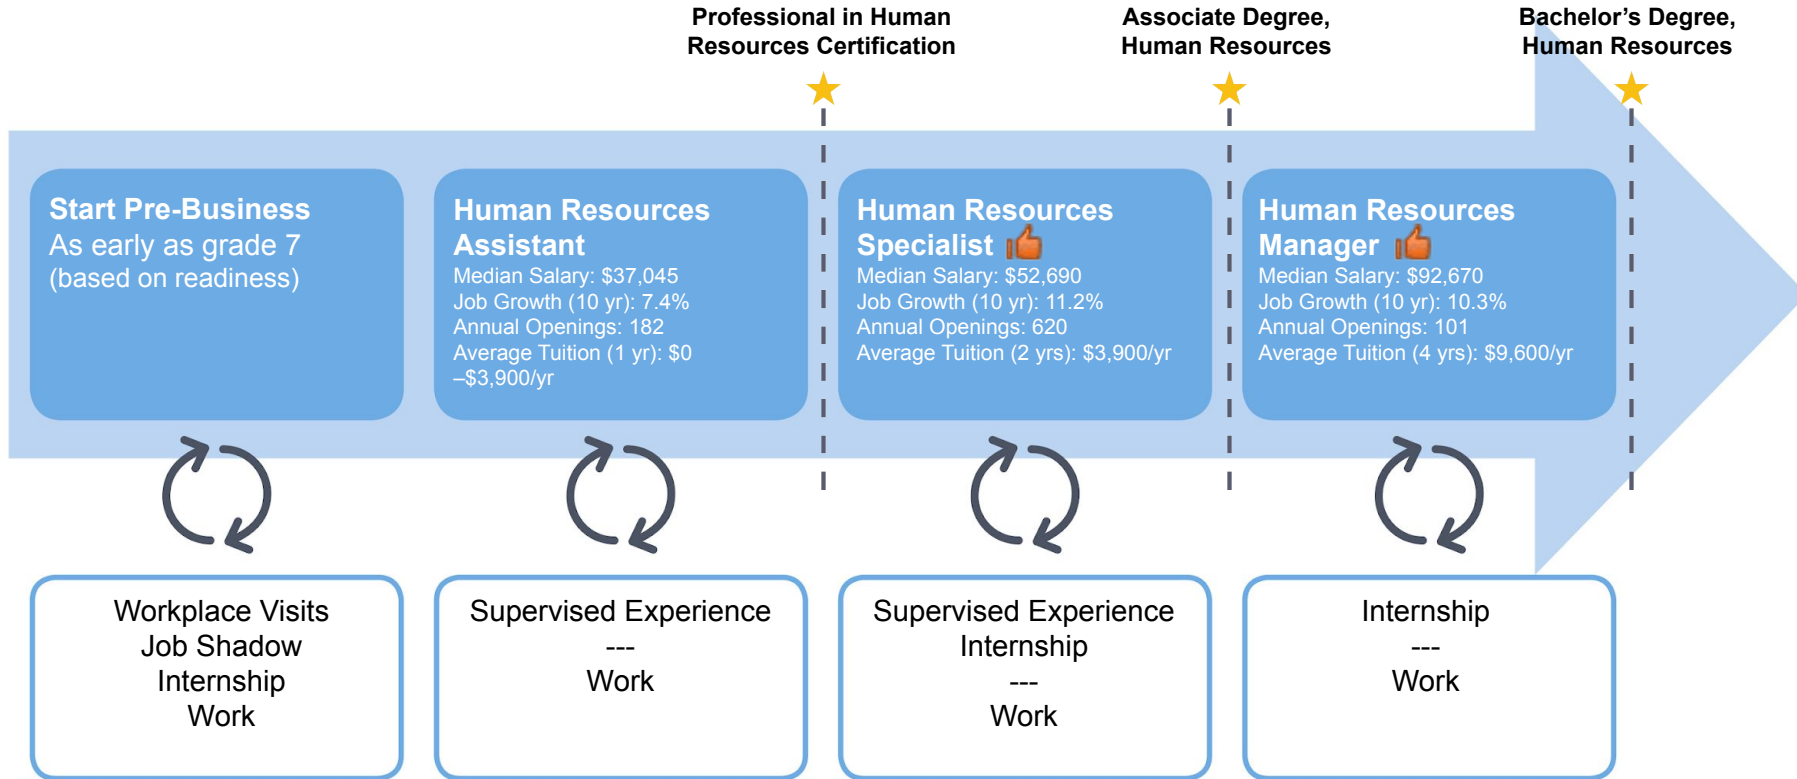 Professional in Human
Resources Certification
Associate Degree,
Human Resources
Bachelor’s Degree,
Human Resources
Start Pre-Business
As early as grade 7
(based on readiness)
Human Resources
Assistant
Median Salary: $37,045
Job Growth (10 yr): 7.4%
Annual Openings: 182
Average Tuition (1 yr): $0
–$3,900/yr
Human Resources
Specialist
Median Salary: $52,690
Job Growth (10 yr): 11.2%
Annual Openings: 620
Average Tuition (2 yrs): $3,900/yr
Human Resources
Manager
Median Salary: $92,670
Job Growth (10 yr): 10.3%
Annual Openings: 101
Average Tuition (4 yrs): $9,600/yr
Workplace Visits
Job Shadow
Internship
Work
Supervised Experience
---
Work
Supervised Experience
Internship
---
Work
Internship
---
Work